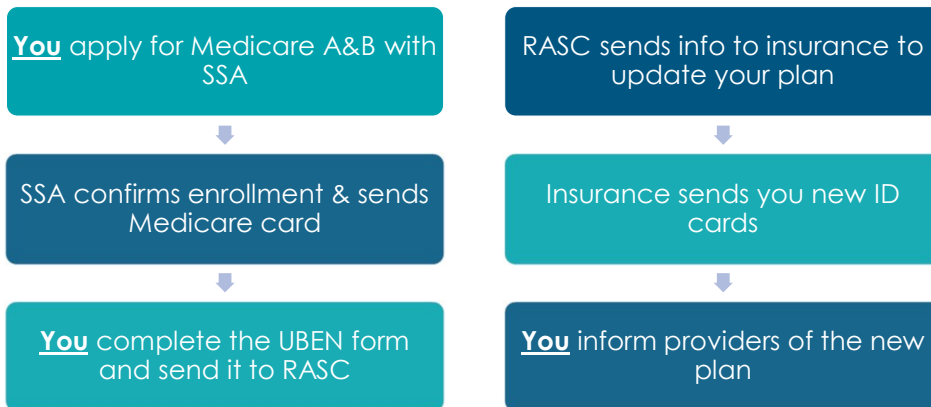 You apply for Medicare A&B with
SSA
SSA confirms enrollment & sends
Medicare card
You complete the UBEN form
and send it to RASC
RASC sends info to insurance to
update your plan
Insurance sends you new ID
cards
You inform providers of the new
plan